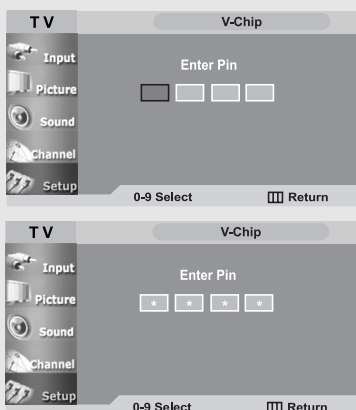 TV V-Chip
Input
Enter Pin
Picture
Sound
Channel
Setup
0-9 Select Return
TV V-Chip
Input
Enter Pin
Picture
* * * *
Sound
Channel
Setup
0-9 Select Return